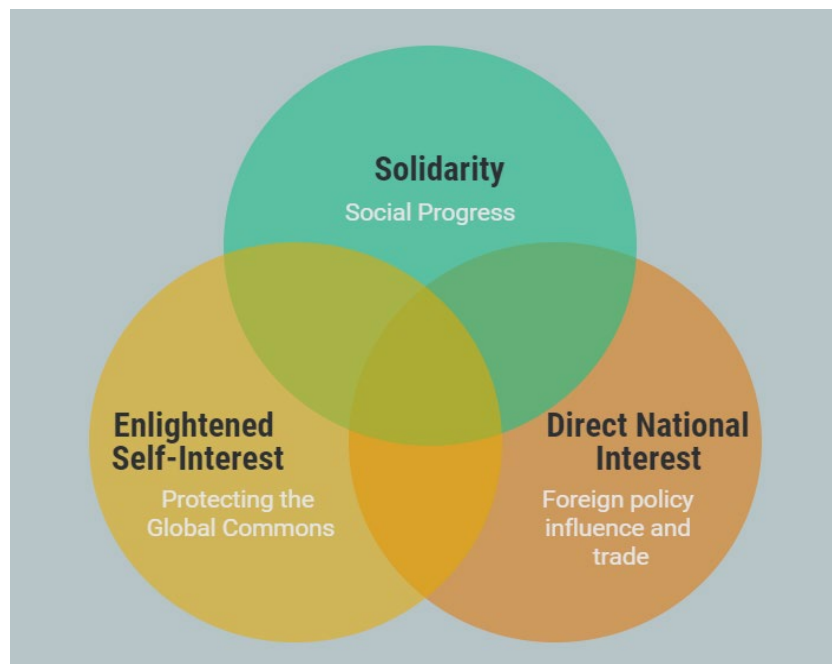 Solidarity
Social Progress
Enlightened
Self-Interest
Protecting the
Global Commons
Direct National
Interest
Foreign policy
influence and
trade